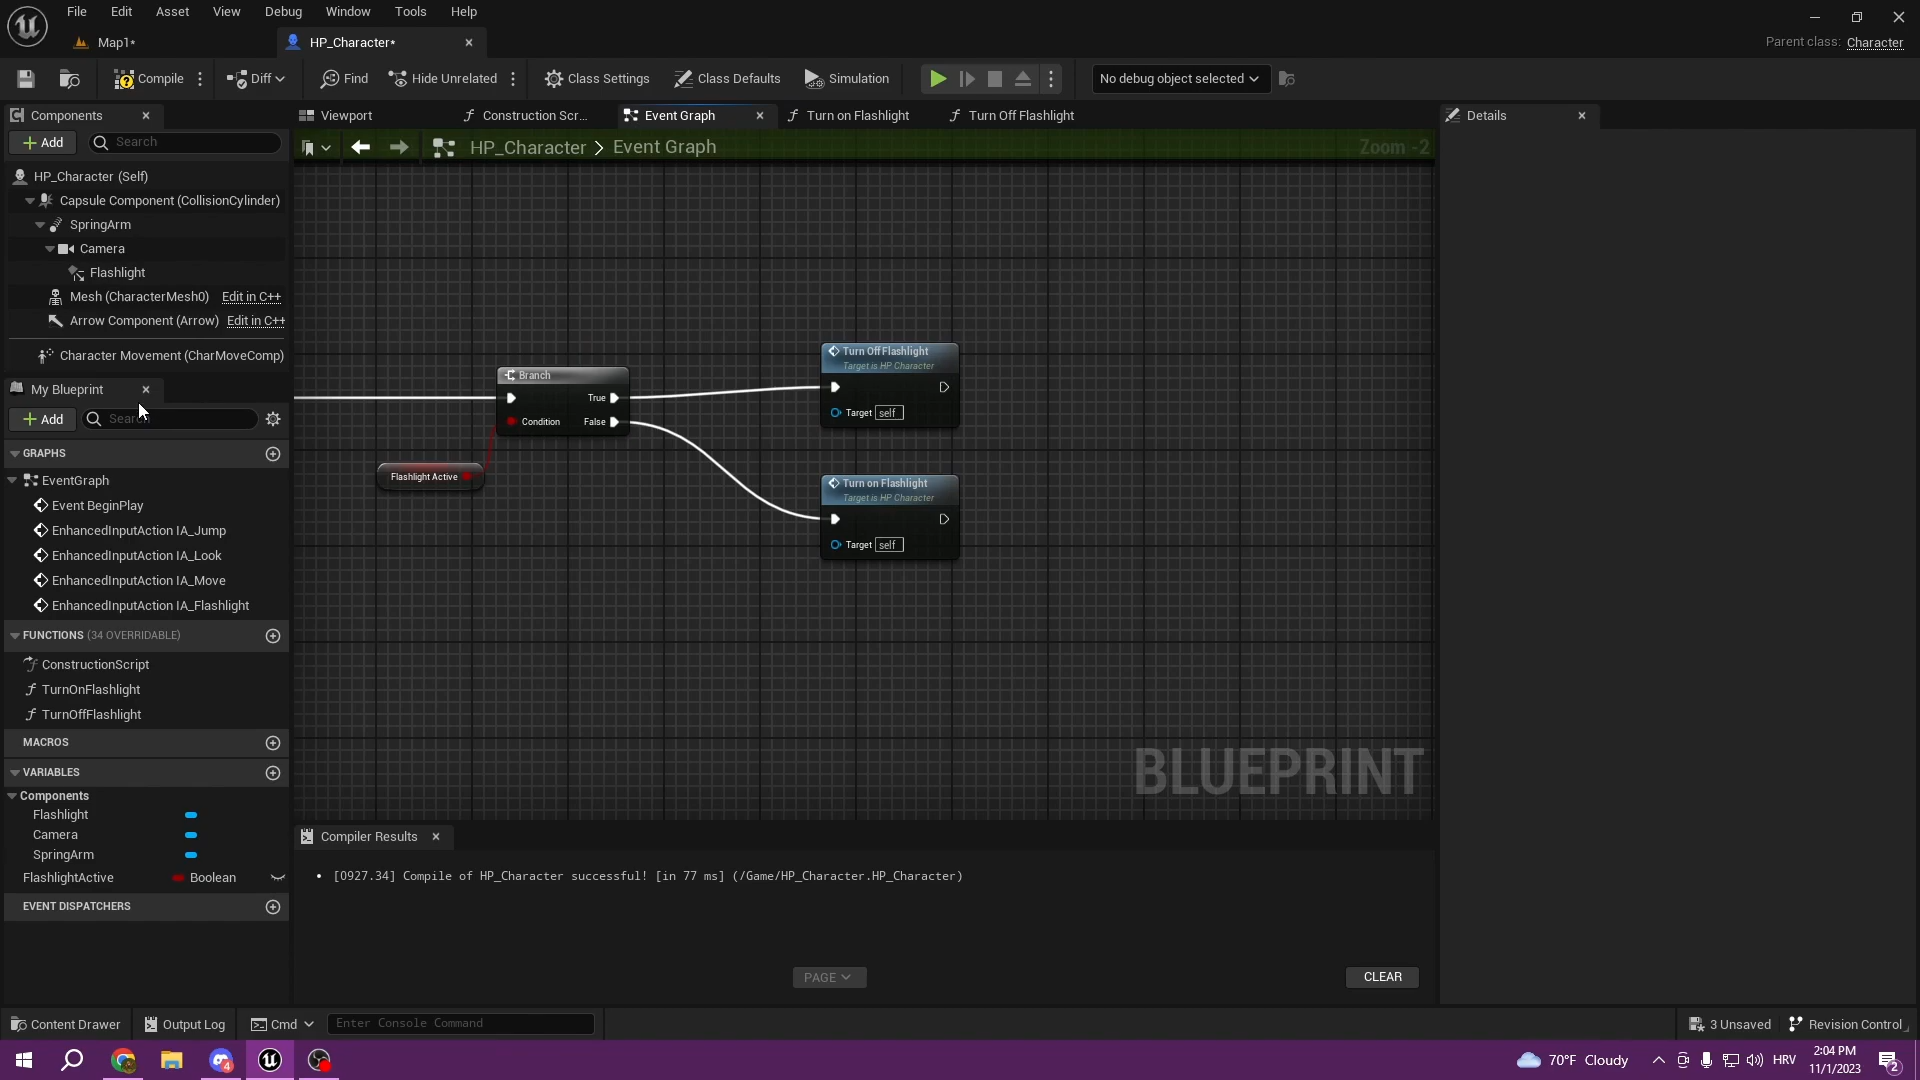 File Edit Asset View Debug Window Tools Help
Map1*
HP_Character*
Parent class: Character
Compile
Diff
Find
Hide Unrelated
Class Settings
Class Defaults
Simulation
No debug object selected
Components
Viewport
Construction Scr...
Event Graph
Turn on Flashlight
Turn Off Flashlight
Details
Add
Search
HP_Character > Event Graph
Zoom -2
HP_Character (Self)
Capsule Component (CollisionCylinder)
SpringArm
Camera
Flashlight
Mesh (CharacterMesh0) Edit in C++
Arrow Component (Arrow) Edit in C++
Character Movement (CharMoveComp)
My Blueprint
Add
Search
GRAPHS
EventGraph
Event BeginPlay
EnhancedInputAction IA_Jump
EnhancedInputAction IA_Look
EnhancedInputAction IA_Move
EnhancedInputAction IA_Flashlight
FUNCTIONS (34 OVERRIDABLE)
ConstructionScript
TurnOnFlashlight
TurnOffFlashlight
MACROS
VARIABLES
Components
Flashlight
Camera
SpringArm
FlashlightActive Boolean
EVENT DISPATCHERS
Branch
True
Condition False
Flashlight Active
Turn Off Flashlight
Target is HP Character
Target self
Turn on Flashlight
Target is HP Character
Target self
BLUEPRINT
Compiler Results
• [0927.34] Compile of HP_Character successful! [in 77 ms] (/Game/HP_Character.HP_Character)
PAGE
CLEAR
Content Drawer
Output Log
Cmd
Enter Console Command
3 Unsaved
Revision Control
4
70°F Cloudy
HRV
2:04 PM
11/1/2023
2